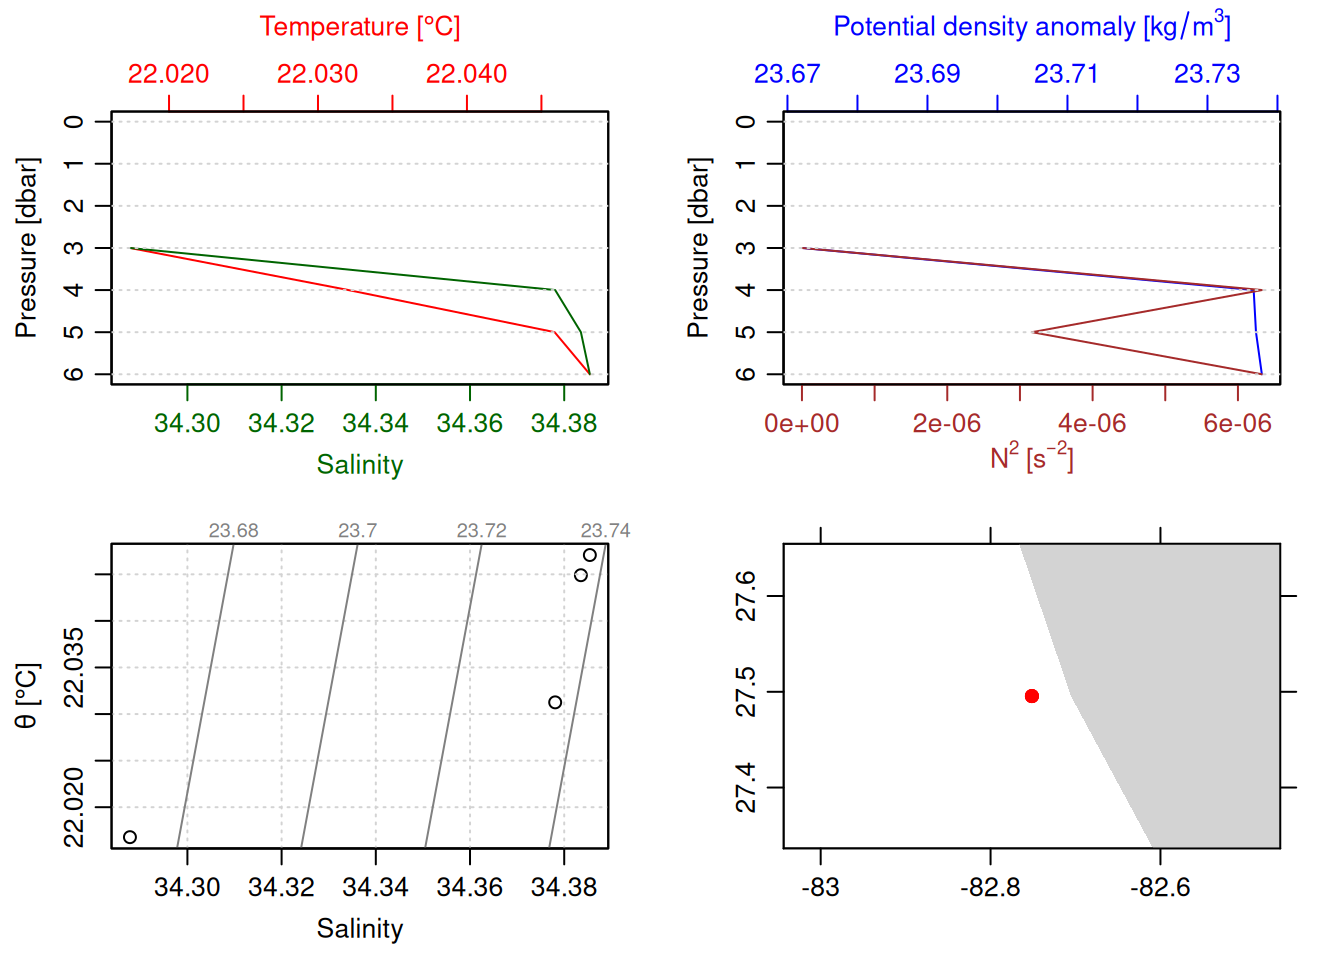 Temperature [°C]
22.020 22.030 22.040
0
1
2
3
4
5
6
Pressure [dbar]
34.30 34.32 34.34 34.36 34.38
Salinity
Potential density anomaly [kg/m³]
23.67 23.69 23.71 23.73
0
1
2
3
4
5
6
Pressure [dbar]
0e+00 2e-06 4e-06 6e-06
N² [s⁻²]
23.68 23.7 23.72 23.74
22.035
22.020
θ [°C]
34.30 34.32 34.34 34.36 34.38
Salinity
27.6
27.5
27.4
-83 -82.8 -82.6